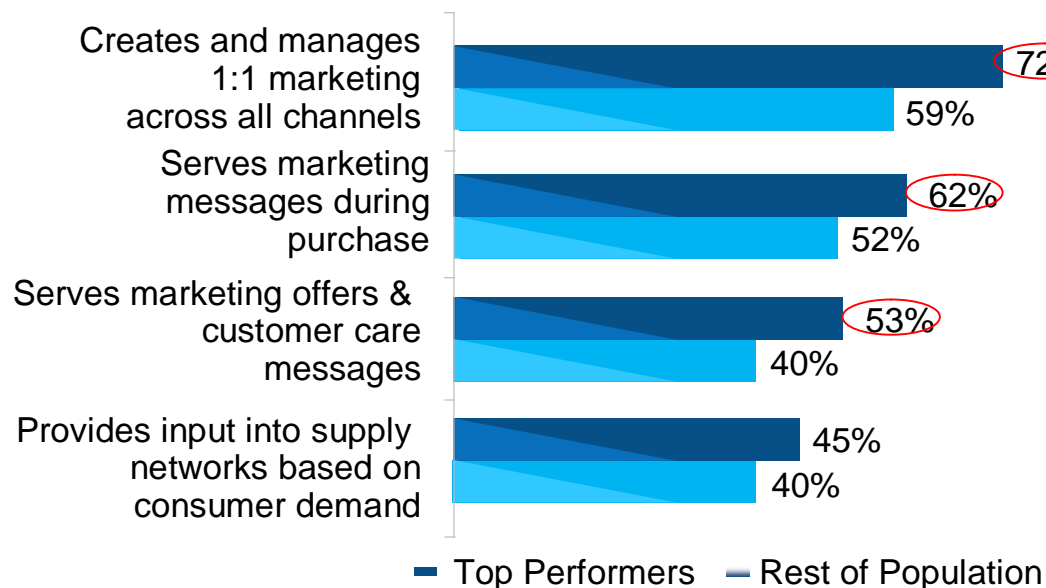 Creates and manages
1:1 marketing
across all channels
72
59%
Serves marketing
messages during
purchase
62%
52%
Serves marketing offers &
customer care
messages
53%
40%
Provides input into supply
networks based on
consumer demand
45%
40%
Top Performers
Rest of Population